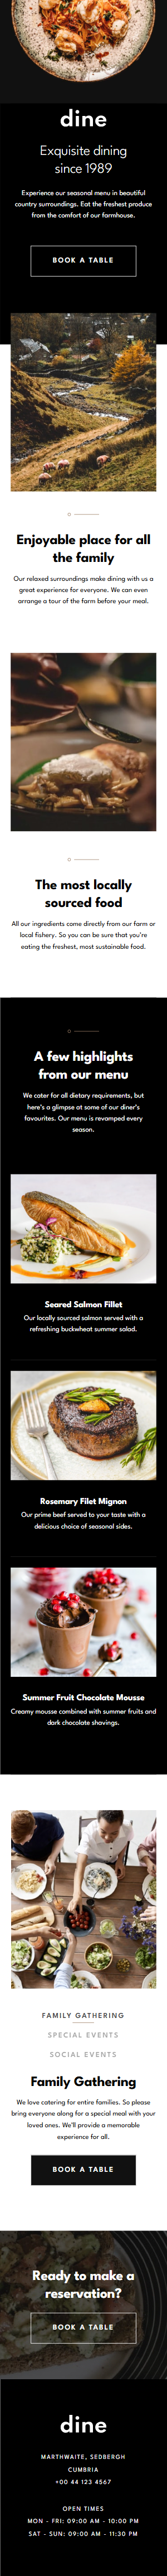 dine
Exquisite dining
since 1989
Experience our seasonal menu in beautiful
country surroundings. Eat the freshest produce
from the comfort of our farmhouse.
BOOK A TABLE
Enjoyable place for all
the family
Our relaxed surroundings make dining with us a
great experience for everyone. We can even
arrange a tour of the farm before your meal.
The most locally
sourced food
All our ingredients come directly from our farm or
local fishery. So you can be sure that you're
eating the freshest, most sustainable food.
A few highlights
from our menu
We cater for all dietary requirements, but
here's a glimpse at some of our diner's
favourites. Our menu is revamped every
season.
Seared Salmon Fillet
Our locally sourced salmon served with a
refreshing buckwheat summer salad.
Rosemary Filet Mignon
Our prime beef served to your taste with a
delicious choice of seasonal sides.
Summer Fruit Chocolate Mousse
Creamy mousse combined with summer fruits and
dark chocolate shavings.
FAMILY GATHERING
SPECIAL EVENTS
SOCIAL EVENTS
Family Gathering
We love catering for entire families. So please
bring everyone along for a special meal with your
loved ones. We'll provide a memorable
experience for all.
BOOK A TABLE
Ready to make a
reservation?
BOOK A TABLE
dine
MARTHWAITE, SEDBERGH
CUMBRIA
+00 44 123 4567
OPEN TIMES
MON - FRI: 09:00 AM - 10:00 PM
SAT - SUN: 09:00 AM - 11:30 PM